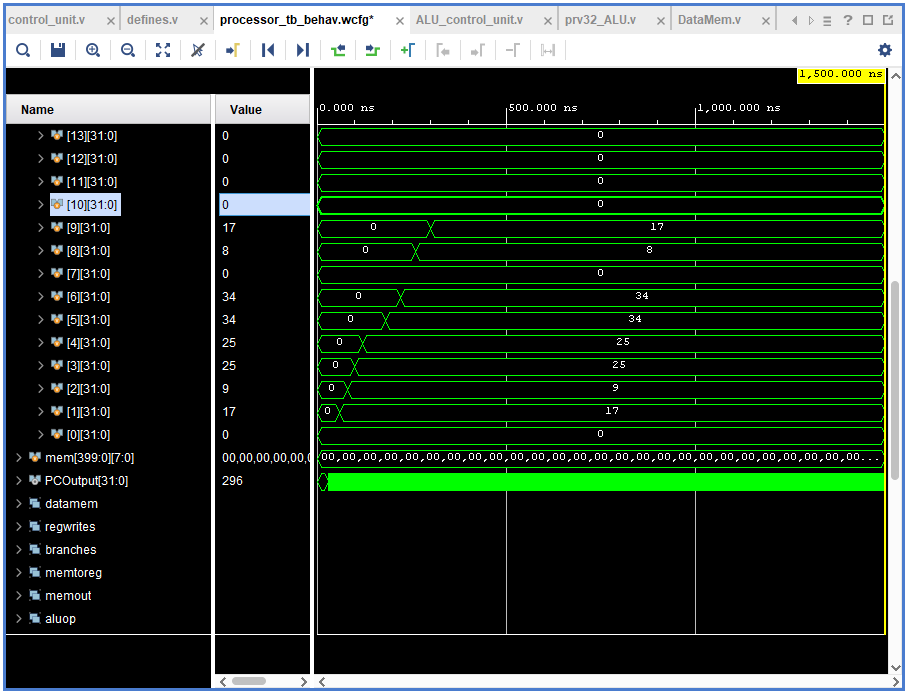 control_unit.v defines.v processor_tb_behav.wcfg* ALU_control_unit.v prv32_ALU.v DataMem.v
1,500.000 ns
Name Value 0.000 ns 500.000 ns 1,000.000 ns
[13][31:0] 0 0
[12][31:0] 0 0
[11][31:0] 0 0
[10][31:0] 0 0
[9][31:0] 17 0 17
[8][31:0] 8 0 8
[7][31:0] 0 0
[6][31:0] 34 0 34
[5][31:0] 34 0 34
[4][31:0] 25 0 25
[3][31:0] 25 0 25
[2][31:0] 9 0 9
[1][31:0] 17 0 17
[0][31:0] 0 0
mem[399:0][7:0] 00,00,00,00,00,0 00,00,00,00,00,00,00,00,00,00,00,00,00,00,00,00,00,00,00,00,00,00,00,00,00,00,00...
PCOutput[31:0] 296
datamem
regwrites
branches
memtoreg
memout
aluop